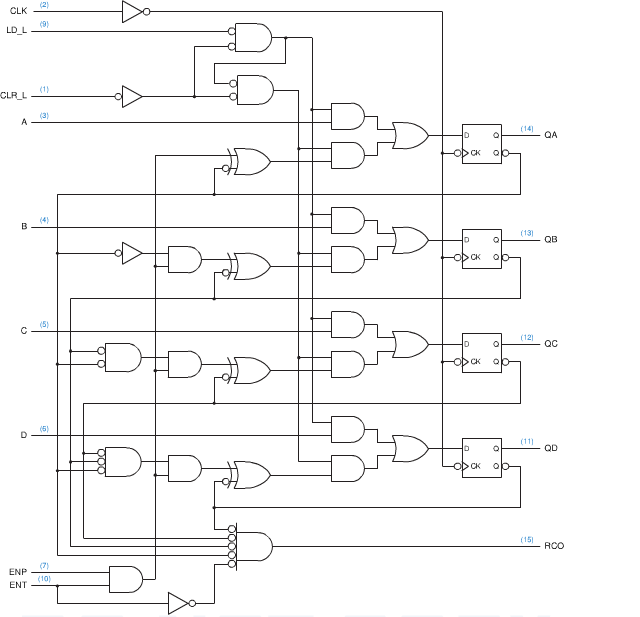 CLK (2)
LD_L (9)
CLR_L (1)
A (3)
D Q (14) QA
CK Q
B (4)
D Q (13) QB
CK Q
C (5)
D Q (12) QC
CK Q
D (6)
D Q (11) QD
CK Q
(15) RCO
ENP (7)
ENT (10)